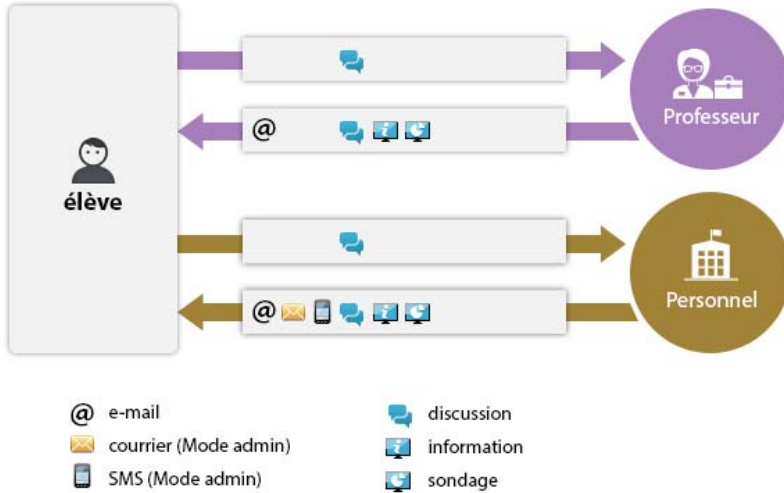 Professeur
@
élève
Personnel
@
@ e-mail
discussion
courrier (Mode admin)
information
SMS (Mode admin)
sondage